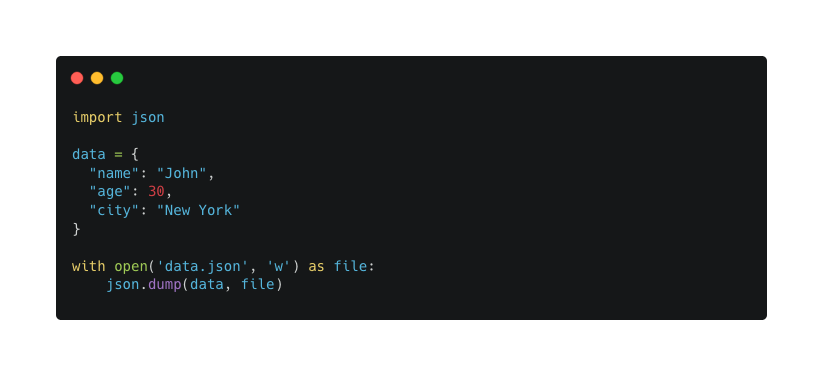 import json

data = {
  "name": "John",
  "age": 30,
  "city": "New York"
}

with open('data.json', 'w') as file:
    json.dump(data, file)